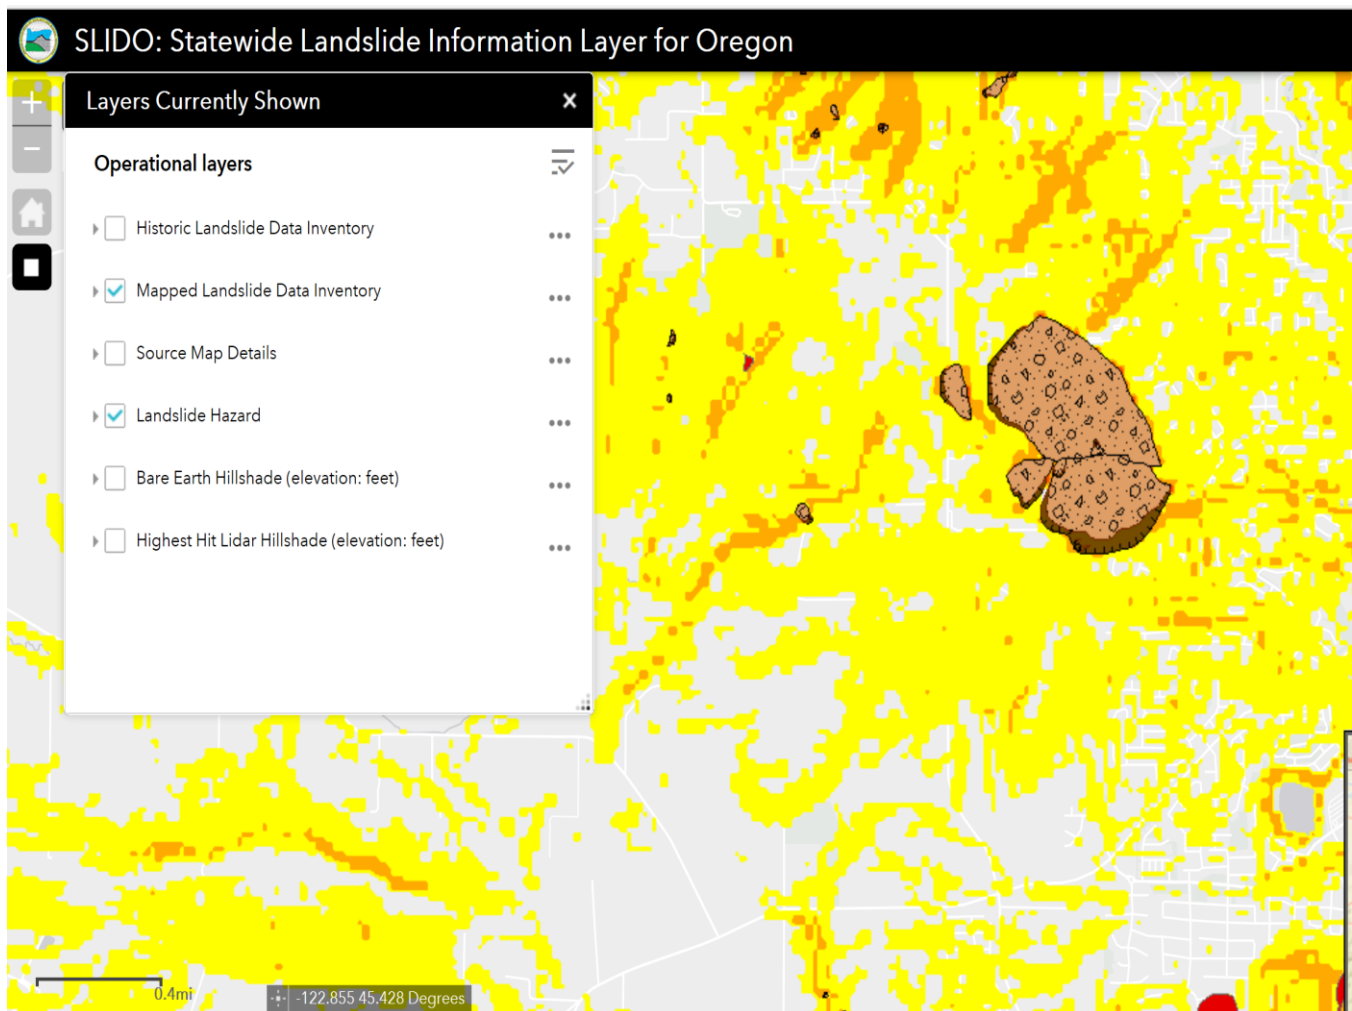 SLIDO: Statewide Landslide Information Layer for Oregon
Layers Currently Shown
Operational layers
Historic Landslide Data Inventory
Mapped Landslide Data Inventory
Source Map Details
Landslide Hazard
Bare Earth Hillshade (elevation: feet)
Highest Hit Lidar Hillshade (elevation: feet)
0.4mi
-122.855 45.428 Degrees